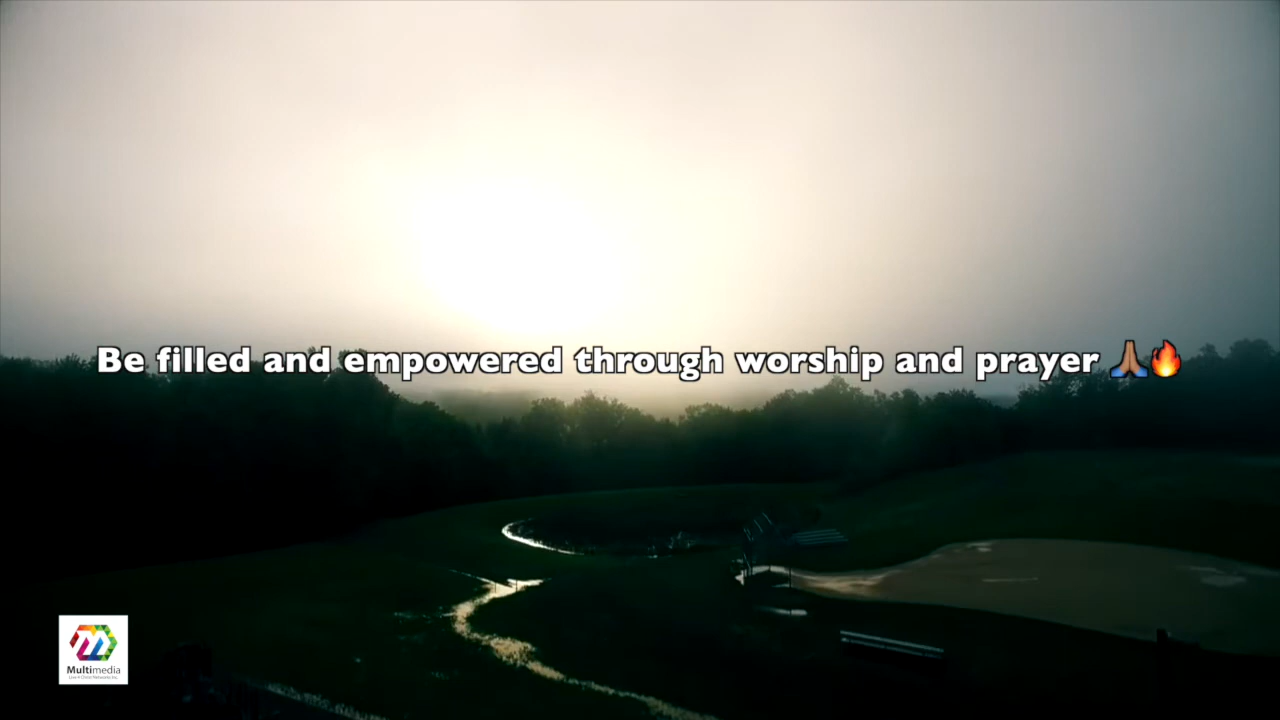 Be filled and empowered through worship and prayer 🙏🏽🔥
Multimedia